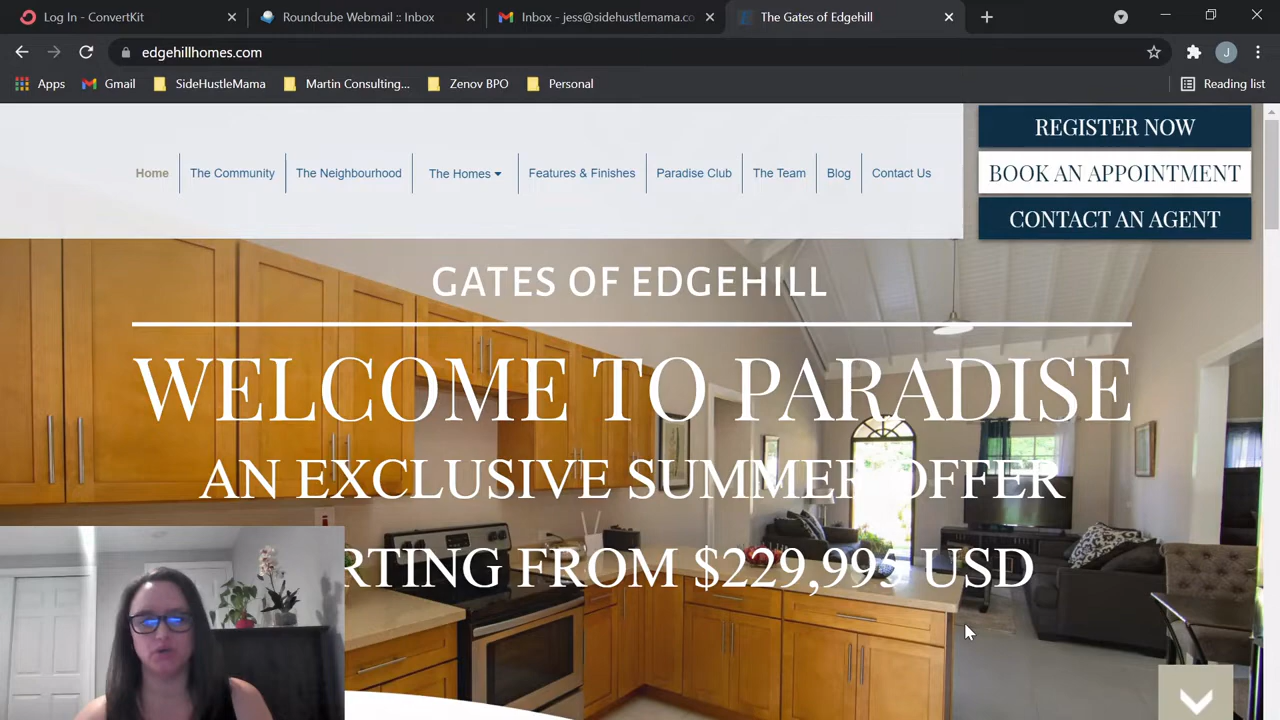 Log In - ConvertKit
Roundcube Webmail :: Inbox
Inbox - jess@sidehustlemama.co
The Gates of Edgehill
edgehillhomes.com
J
Apps
Gmail
SideHustleMama
Martin Consulting,...
Zenov BPO
Personal
Reading list
REGISTER NOW
BOOK AN APPOINTMENT
CONTACT AN AGENT
Home
The Community
The Neighbourhood
The Homes
Features & Finishes
Paradise Club
The Team
Blog
Contact Us
GATES OF EDGEHILL
WELCOME TO PARADISE
AN EXCLUSIVE SUMMER OFFER
RTING FROM $229,995 USD